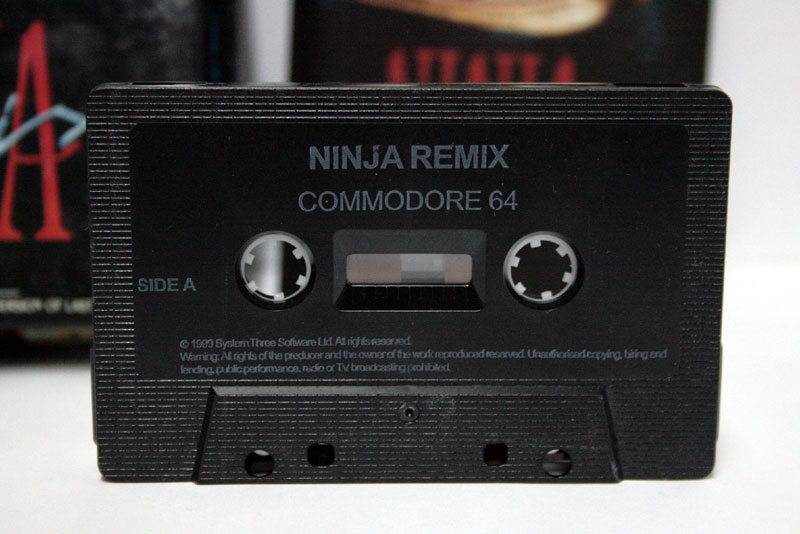 NINJA REMIX
COMMODORE 64
SIDE A
© 1990 System Three Software Ltd. All rights reserved.
Warning: All rights of the producer and the owner of the work reproduced reserved. Unauthorised copying, hiring and
lending, public performance, radio or TV broadcasting prohibited.